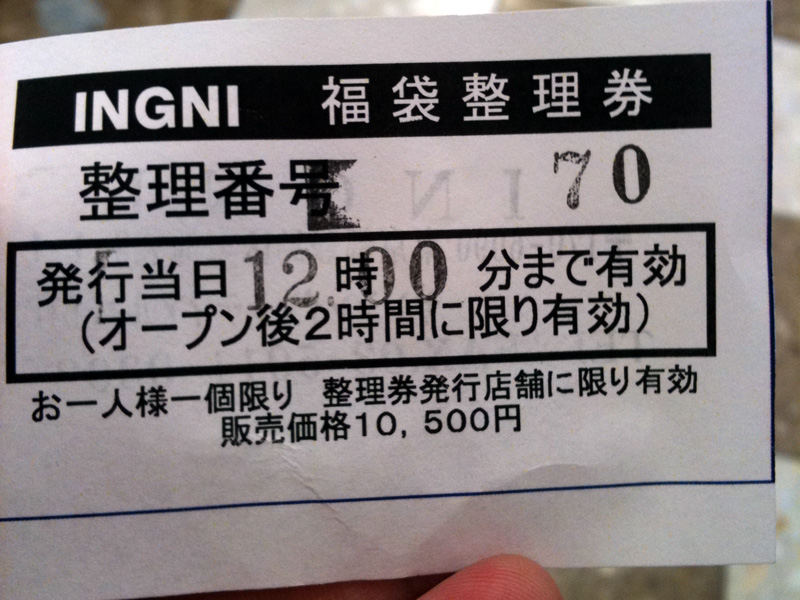 INGNI 福袋整理券
整理番号 70
発行当日12時00分まで有効
(オープン後2時間に限り有効)
お一人様一個限り 整理券発行店舗に限り有効
販売価格10,500円